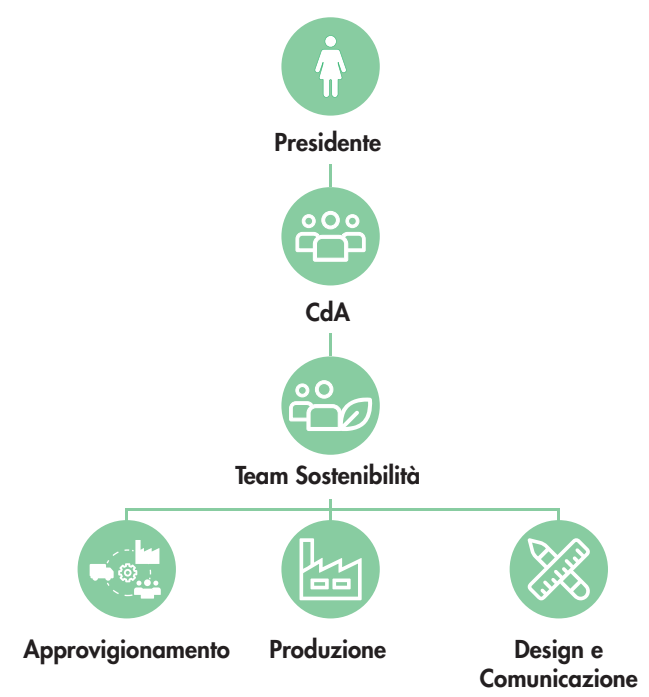 Presidente
CdA
Team Sostenibilità
Approvigionamento
Produzione
Design e
Comunicazione